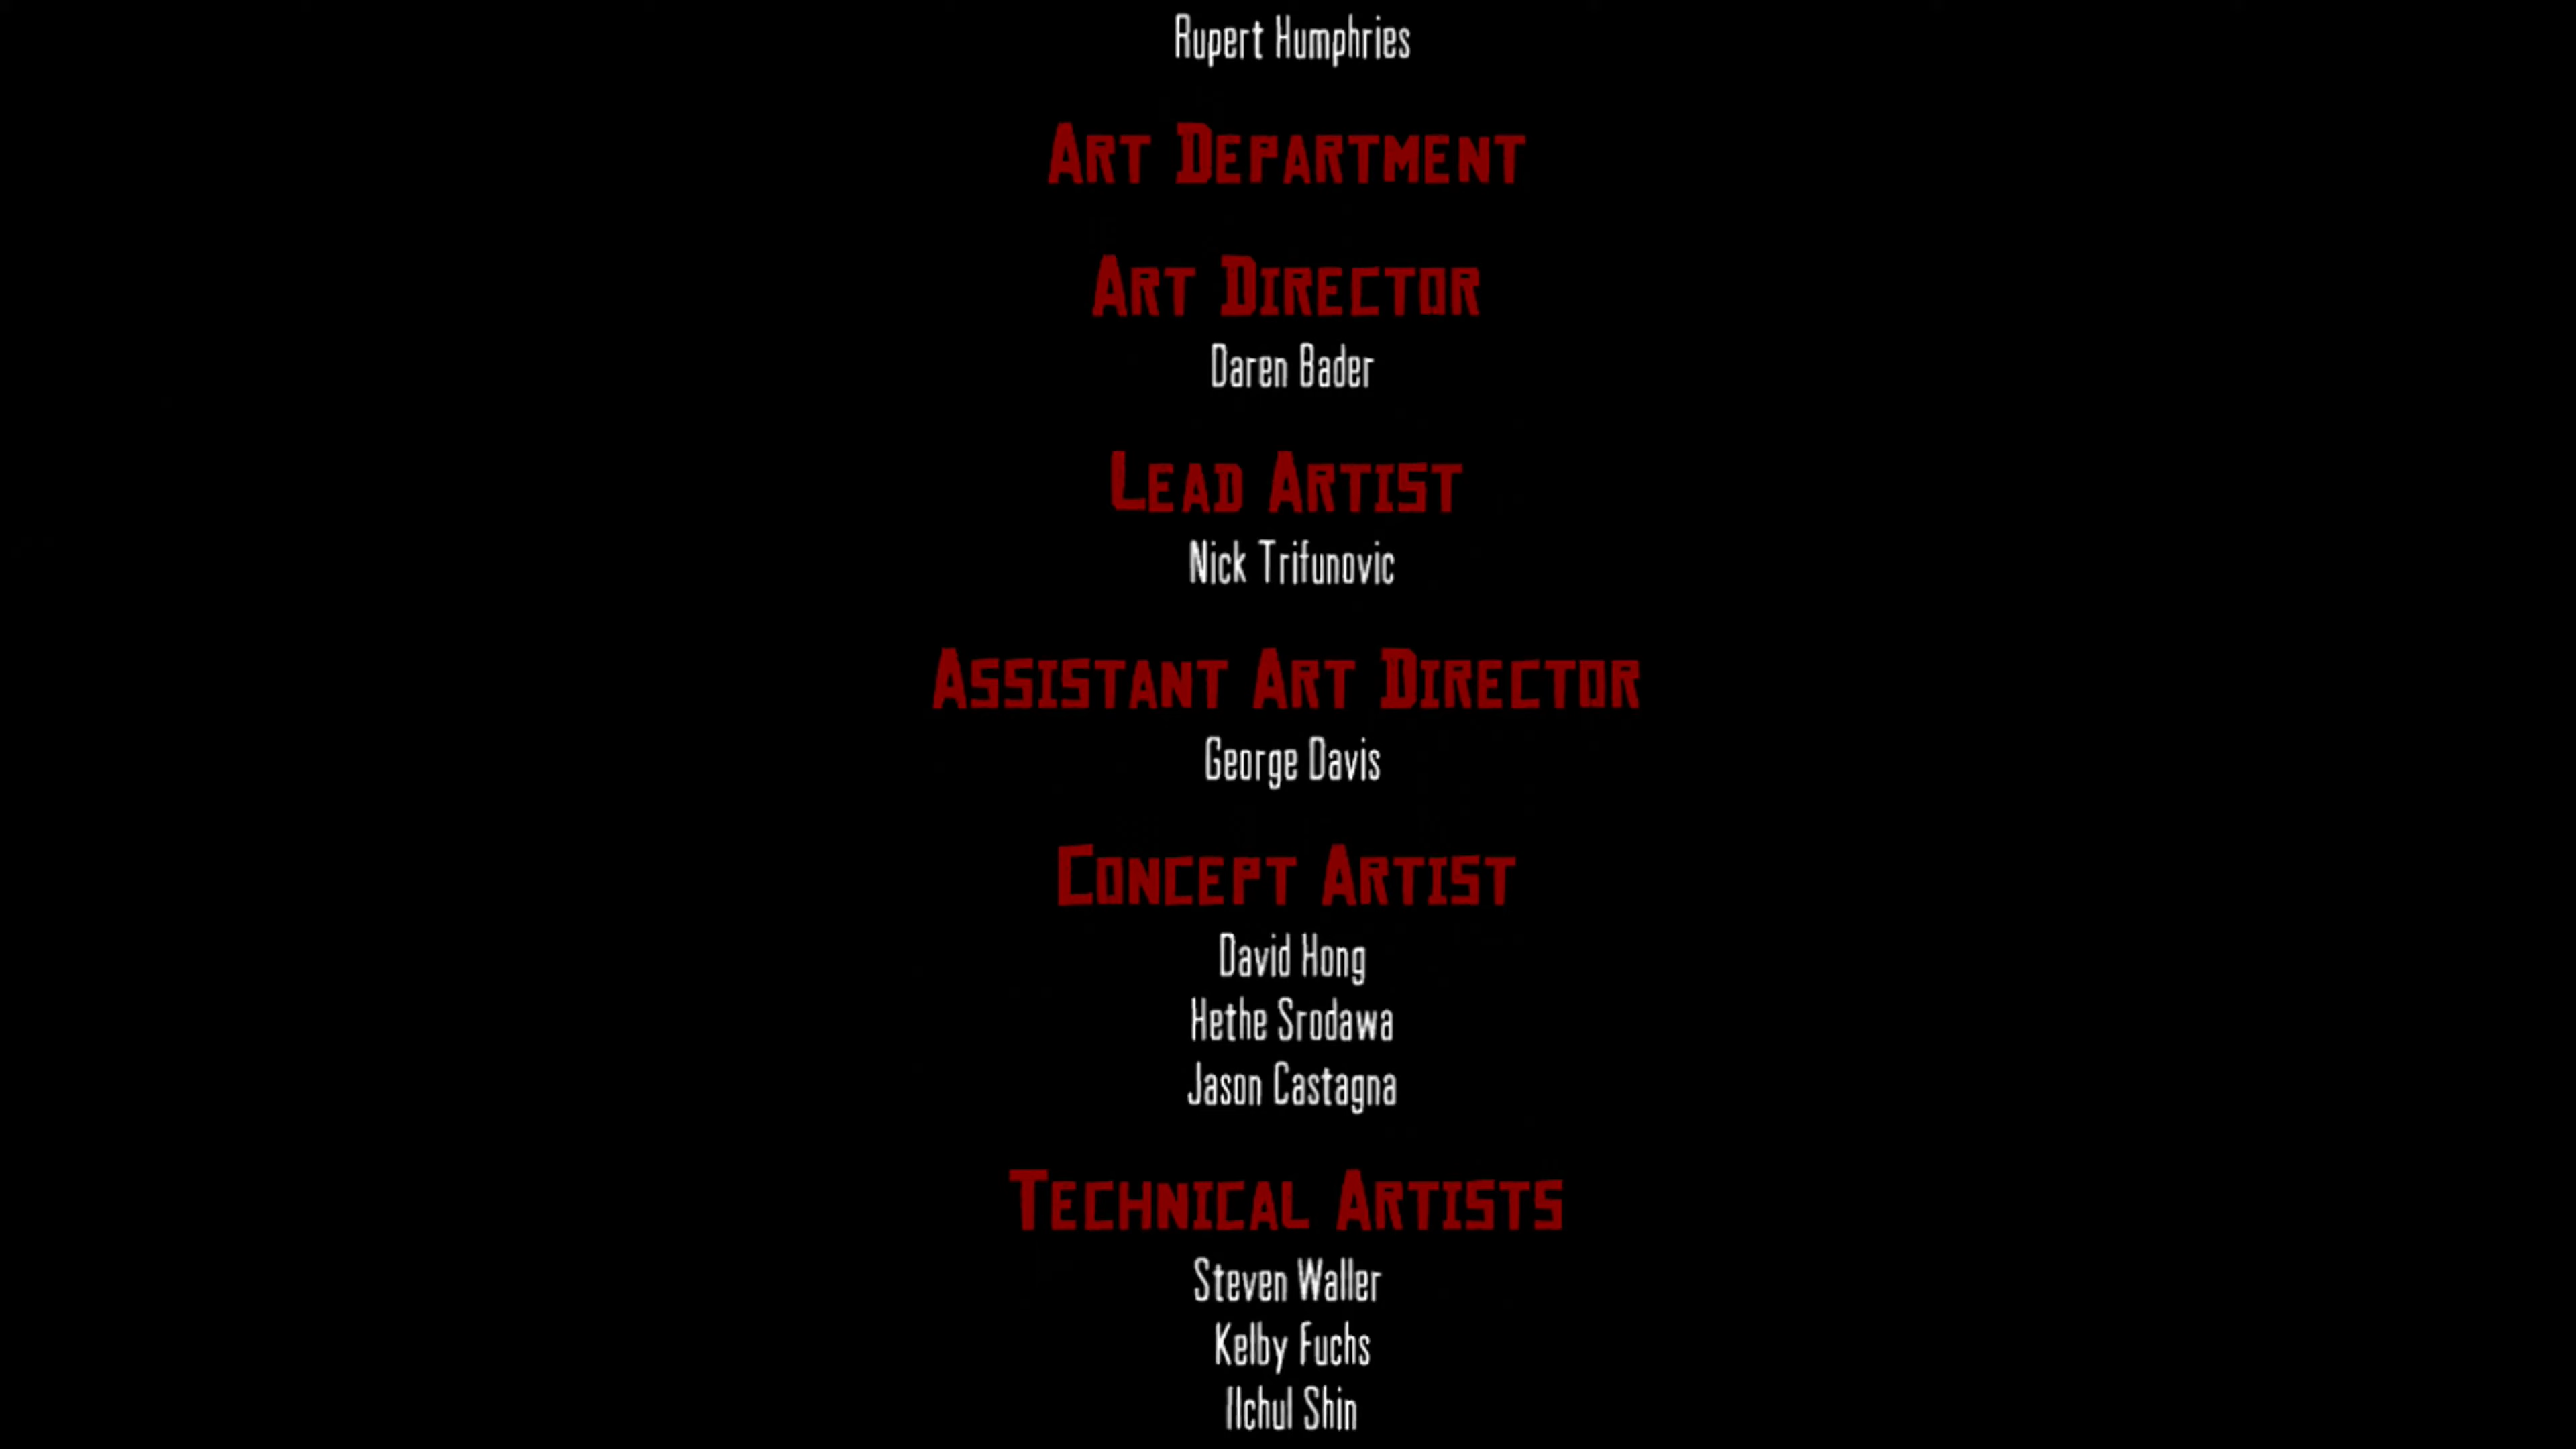 Rupert Humphries
Art Department
Art Director
Daren Bader
Lead Artist
Nick Trifunovic
Assistant Art Director
George Davis
Concept Artist
David Hong
Hethe Srodawa
Jason Castagna
Technical Artists
Steven Waller
Kelby Fuchs
Ilchul Shin